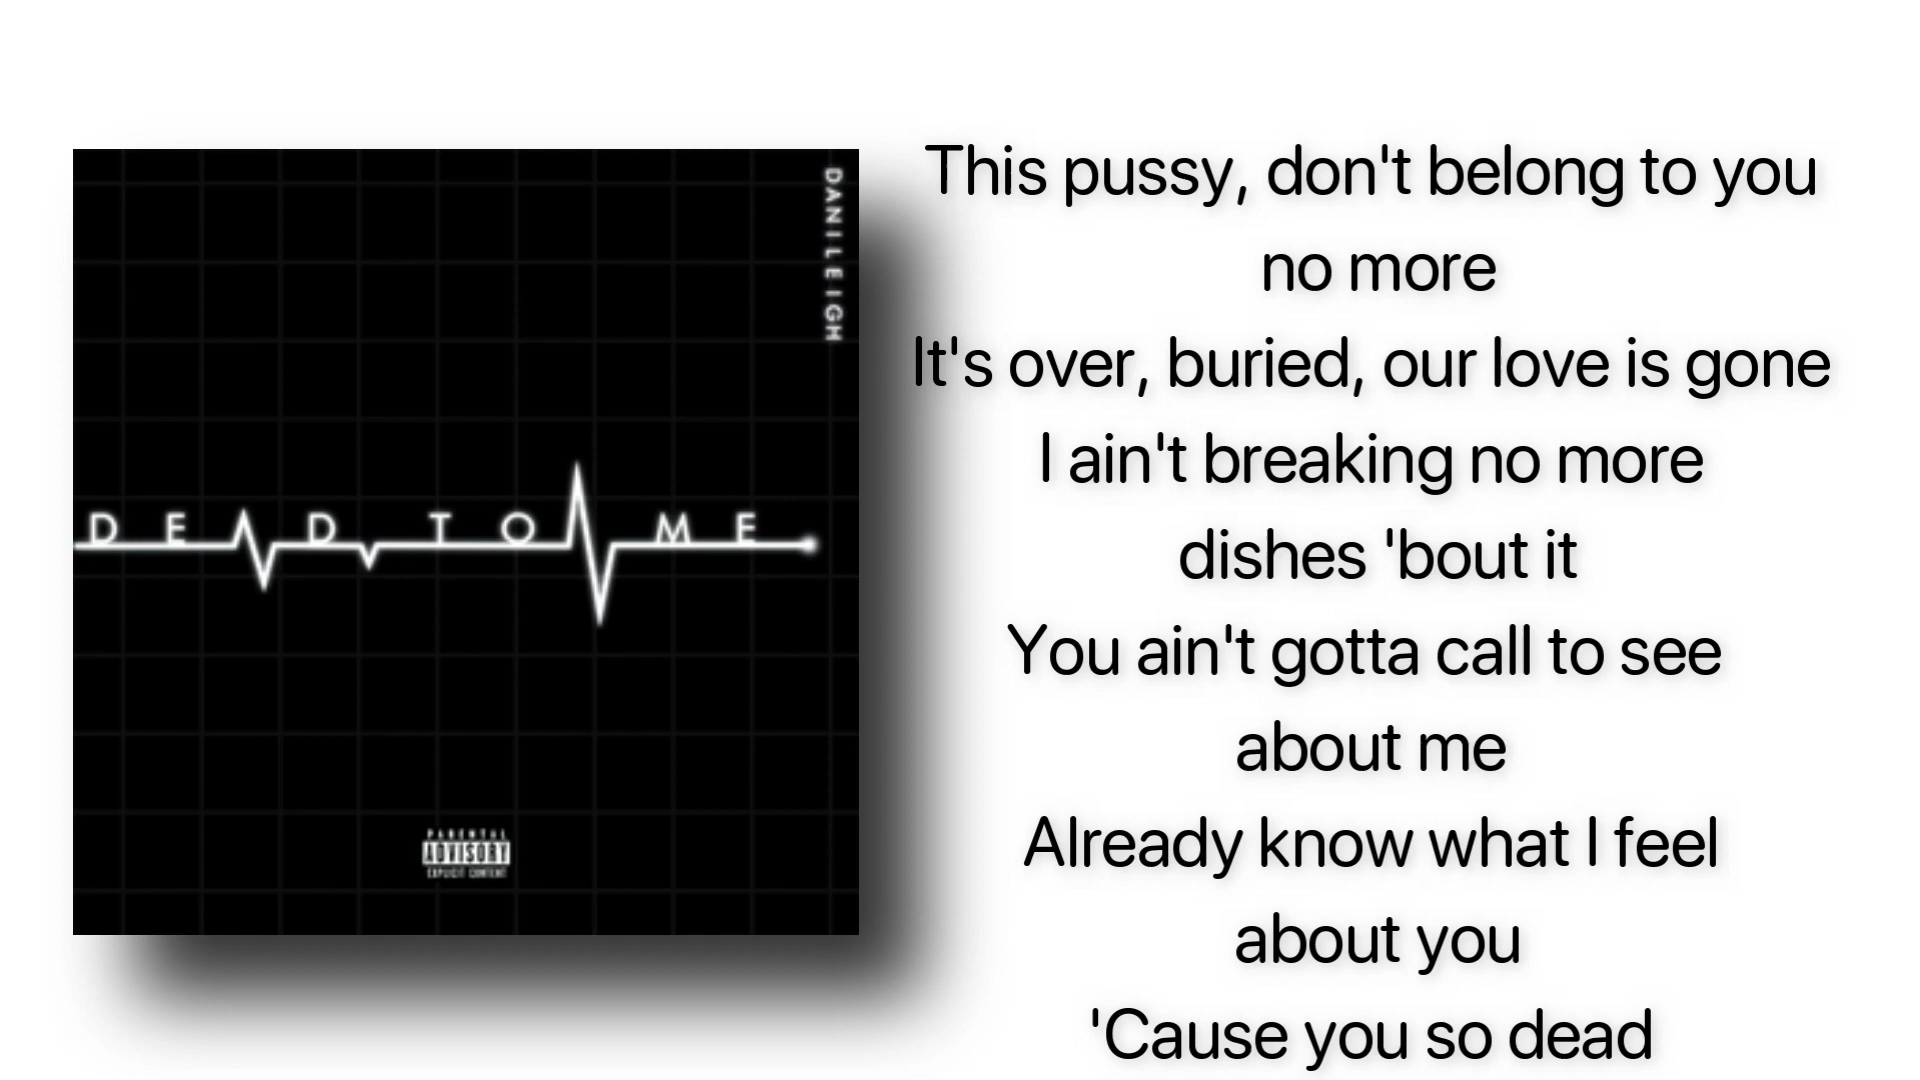 DANILEIGH
DEAD TO ME
PARENTAL
ADVISORY
EXPLICIT CONTENT
This pussy, don't belong to you
no more
It's over, buried, our love is gone
I ain't breaking no more
dishes 'bout it
You ain't gotta call to see
about me
Already know what I feel
about you
'Cause you so dead